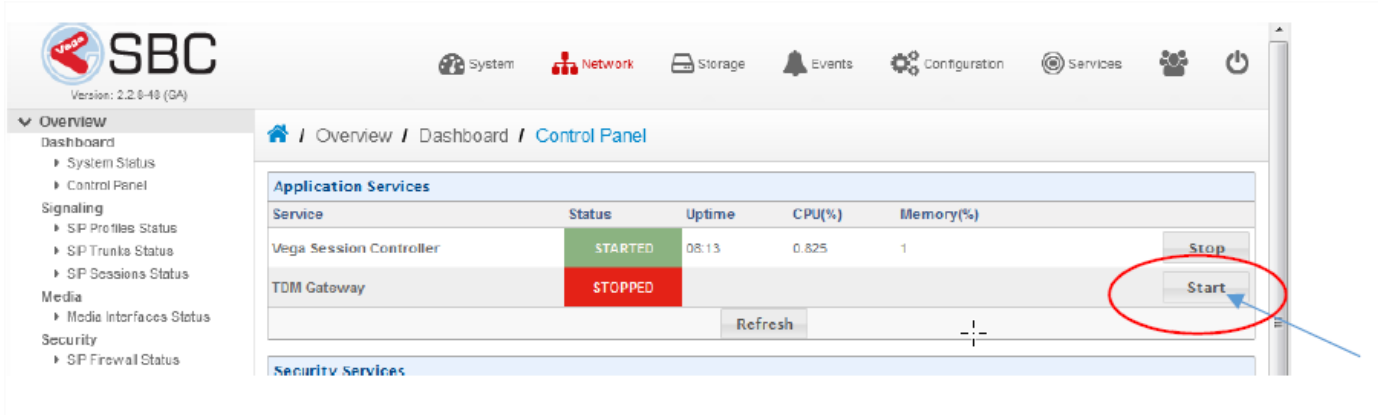 Vega SBC
Version: 2.2.8-48 (GA)
System Network Storage Events Configuration Services
Overview
Dashboard
System Status
Control Panel
Signaling
SIP Profiles Status
SIP Trunks Status
SIP Sessions Status
Media
Media Interfaces Status
Security
SIP Firewall Status
/ Overview / Dashboard / Control Panel
Application Services
Service Status Uptime CPU(%) Memory(%)
Vega Session Controller STARTED 08:13 0.825 1 Stop
TDM Gateway STOPPED Start
Refresh
Security Services